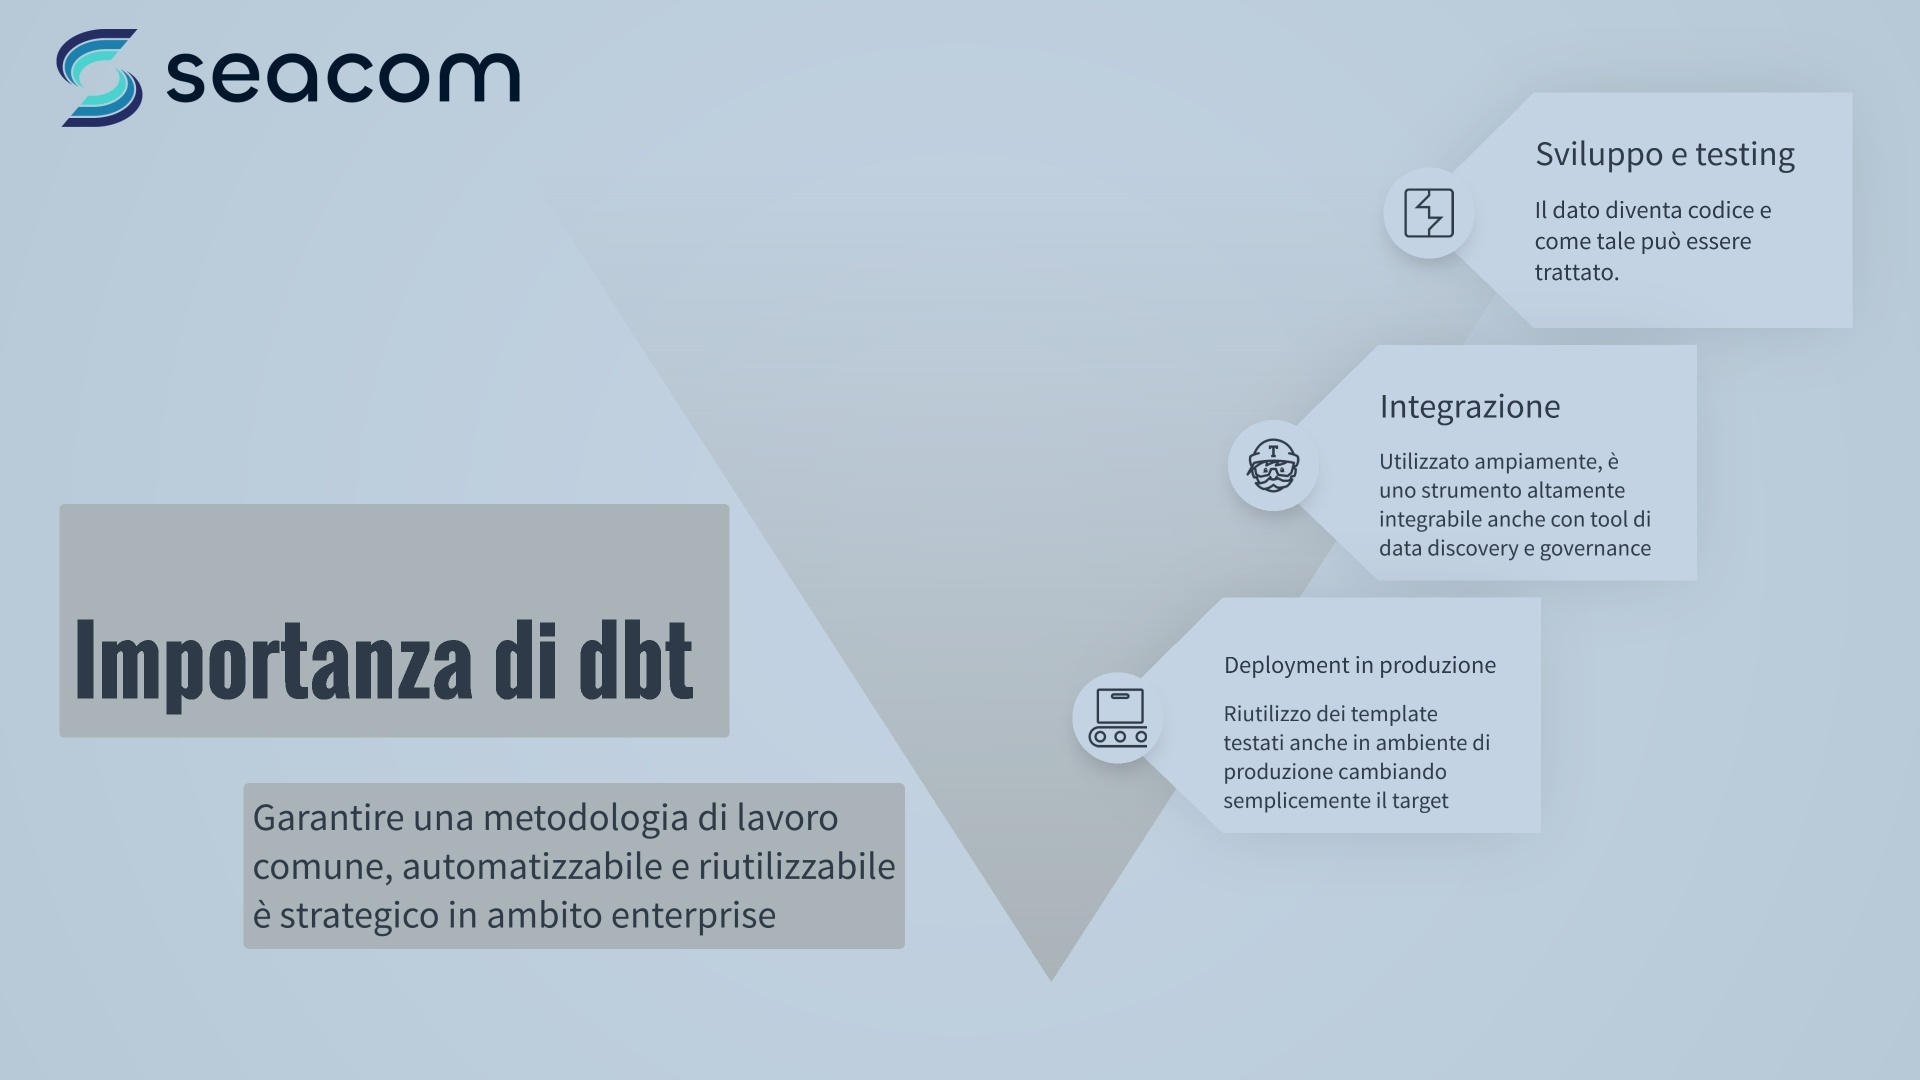 seacom
Sviluppo e testing
Il dato diventa codice e
come tale può essere
trattato.
Integrazione
Utilizzato ampiamente, è
uno strumento altamente
integrabile anche con tool di
data discovery e governance
Deployment in produzione
Riutilizzo dei template
testati anche in ambiente di
produzione cambiando
semplicemente il target
Importanza di dbt
Garantire una metodologia di lavoro
comune, automatizzabile e riutilizzabile
è strategico in ambito enterprise
T